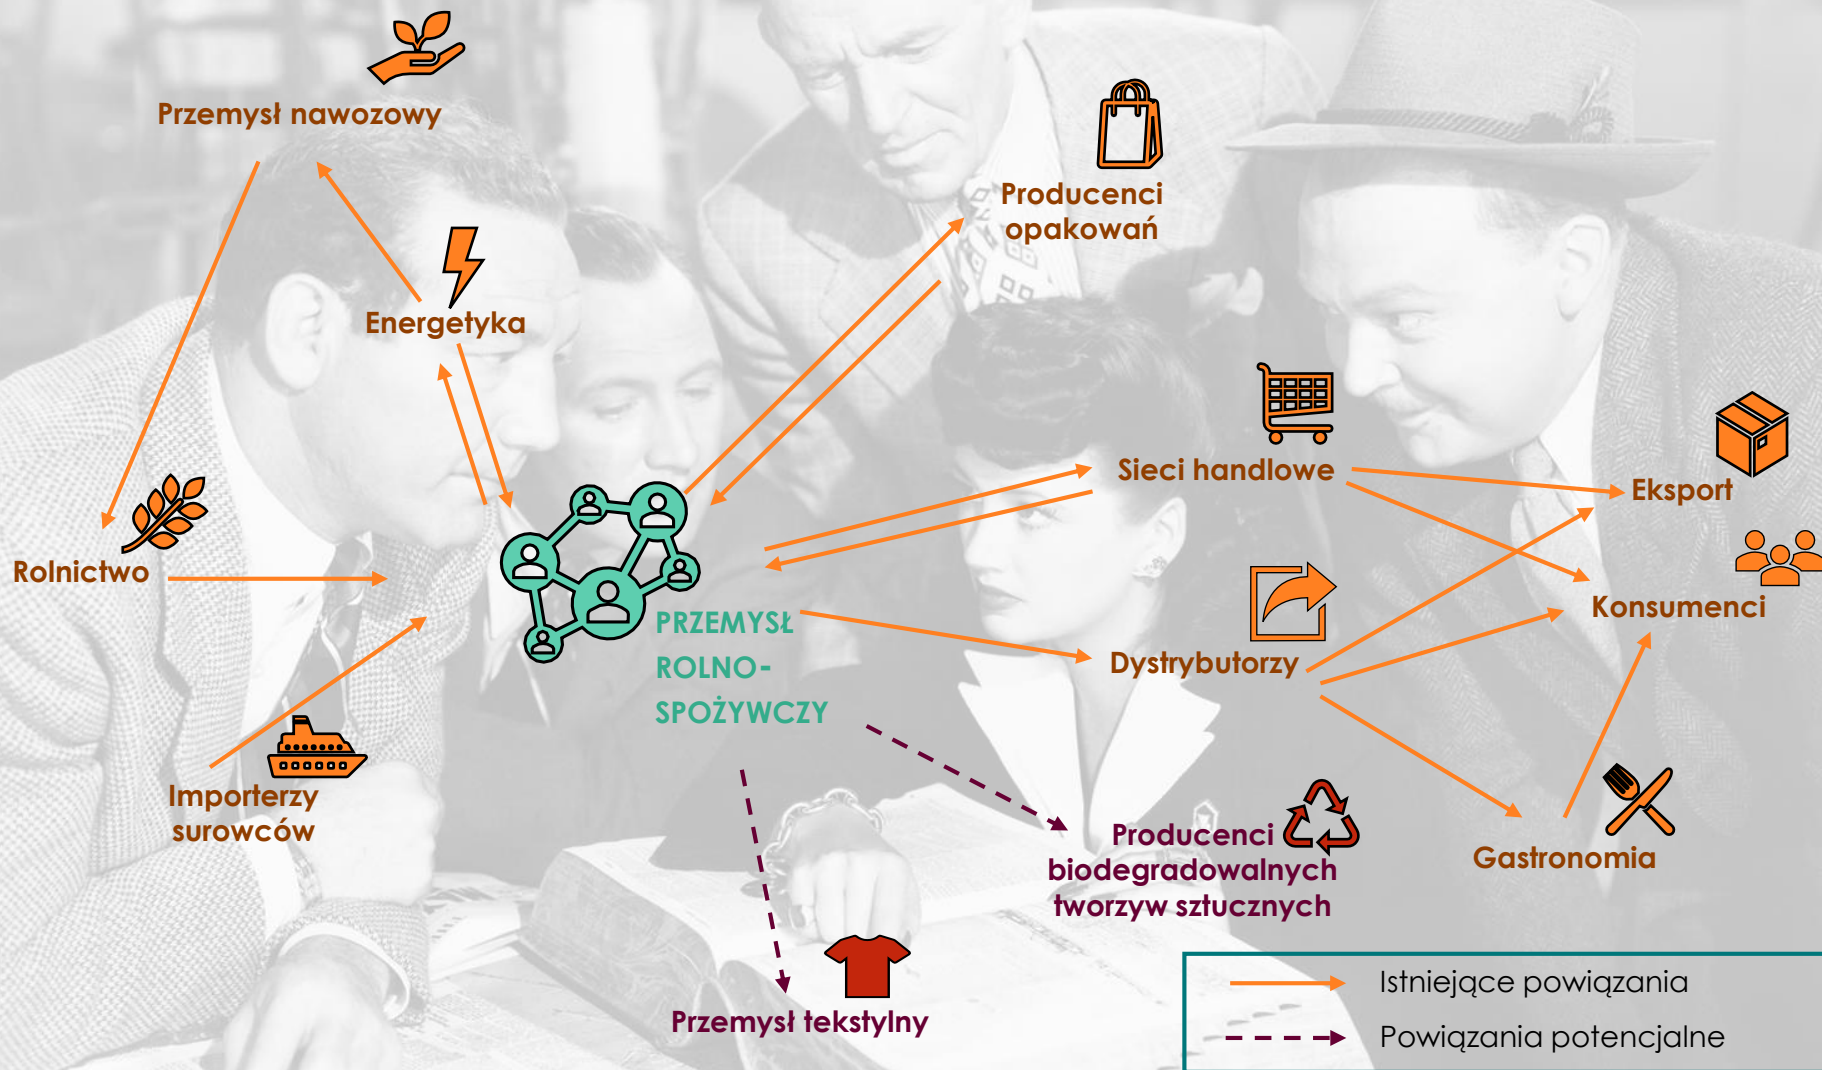 Przemysł nawozowy
Producenci
opakowań
Energetyka
Sieci handlowe
Eksport
Rolnictwo
Konsumenci
PRZEMYSŁ
ROLNO-
SPOŻYWCZY
Dystrybutorzy
Importerzy
surowców
Producenci
biodegradowalnych
tworzyw sztucznych
Gastronomia
Przemysł tekstylny
Istniejące powiązania
Powiązania potencjalne